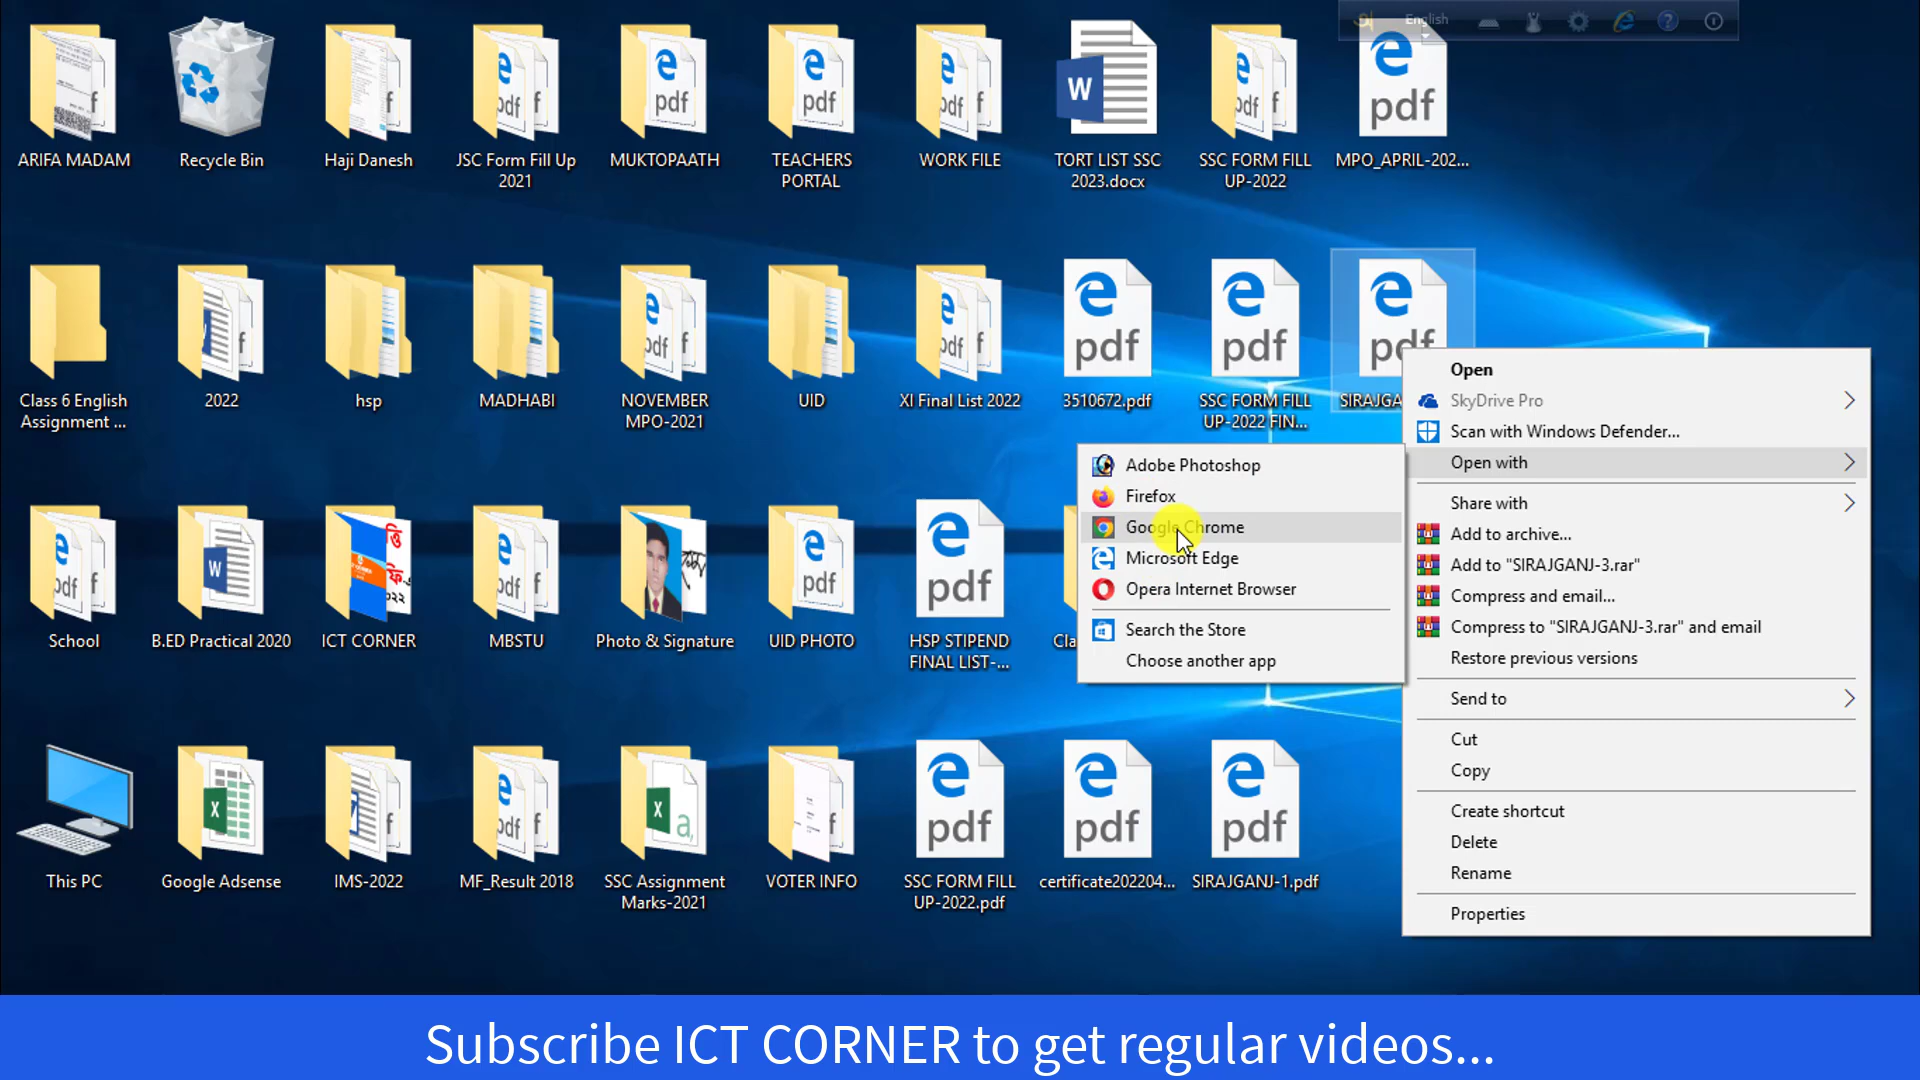 English
ARIFA MADAM
Recycle Bin
Haji Danesh
JSC Form Fill Up
2021
MUKTOPAATH
TEACHERS
PORTAL
WORK FILE
TORT LIST SSC
2023.docx
SSC FORM FILL
UP-2022
MPO_APRIL-202...
Class 6 English
Assignment ...
2022
hsp
MADHABI
NOVEMBER
MPO-2021
UID
XI Final List 2022
3510672.pdf
SSC FORM FILL
UP-2022 FIN...
SIRAJGA
School
B.ED Practical 2020
ICT CORNER
MBSTU
Photo & Signature
UID PHOTO
HSP STIPEND
FINAL LIST-...
Cla
This PC
Google Adsense
IMS-2022
MF_Result 2018
SSC Assignment
Marks-2021
VOTER INFO
SSC FORM FILL
UP-2022.pdf
certificate202204...
SIRAJGANJ-1.pdf
Adobe Photoshop
Firefox
Google Chrome
Microsoft Edge
Opera Internet Browser
Search the Store
Choose another app
Open
SkyDrive Pro
Scan with Windows Defender...
Open with
Share with
Add to archive...
Add to "SIRAJGANJ-3.rar"
Compress and email...
Compress to "SIRAJGANJ-3.rar" and email
Restore previous versions
Send to
Cut
Copy
Create shortcut
Delete
Rename
Properties
Subscribe ICT CORNER to get regular videos...